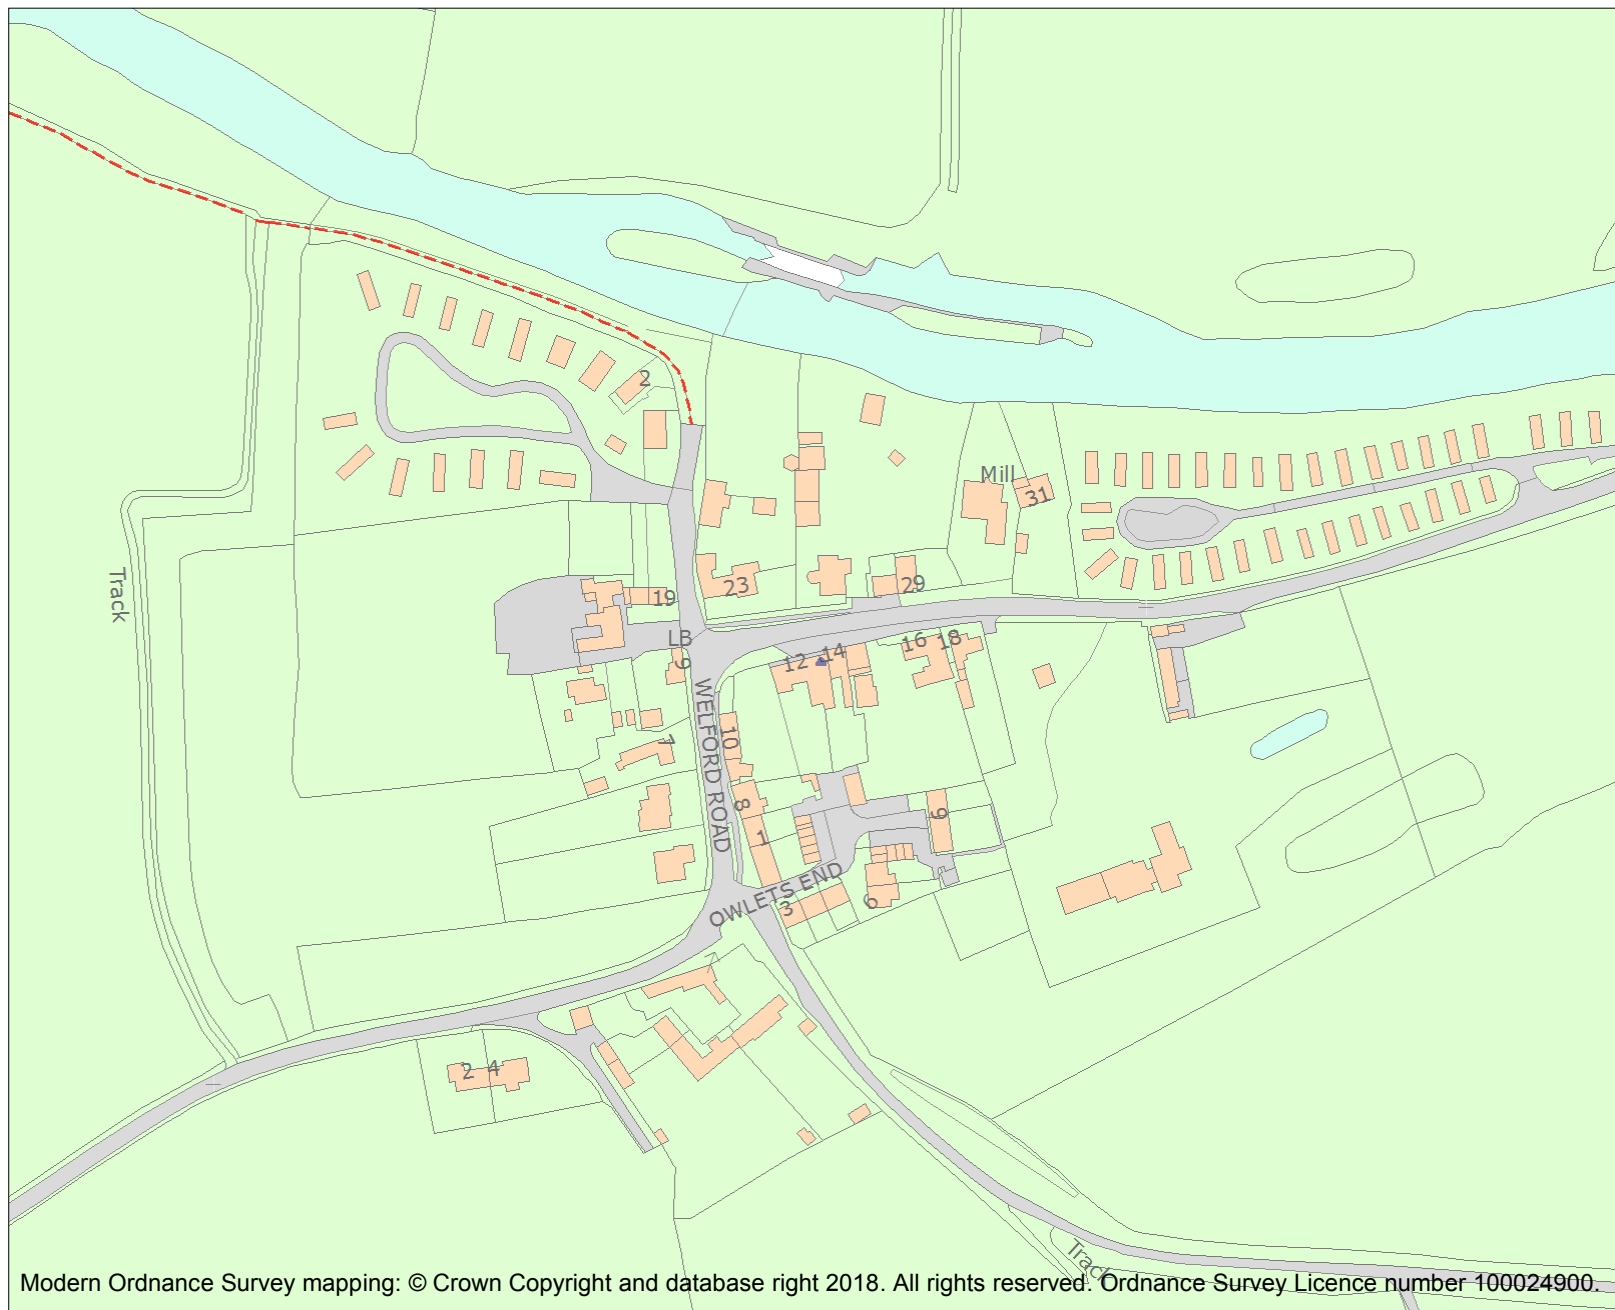 2
Mill
31
Track
23
29
19
LB
9
12
14
16
18
WELFORD ROAD
10
7
8
1
9
OWLETS END
3
6
2
4
Track
Modern Ordnance Survey mapping: © Crown Copyright and database right 2018. All rights reserved. Ordnance Survey Licence number 100024900.